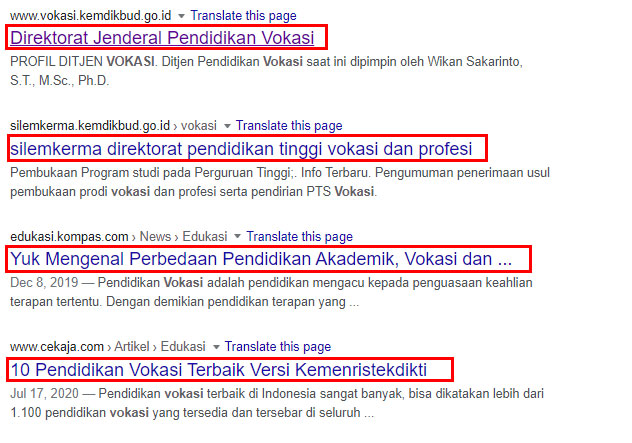 www.vokasi.kemdikbud.go.id ▾ Translate this page
Direktorat Jenderal Pendidikan Vokasi
PROFIL DITJEN VOKASI. Ditjen Pendidikan Vokasi saat ini dipimpin oleh Wikan Sakarinto,
S.T., M.Sc., Ph.D.
silemkerma.kemdikbud.go.id › vokasi ▾ Translate this page
silemkerma direktorat pendidikan tinggi vokasi dan profesi
Pembukaan Program studi pada Perguruan Tinggi;. Info Terbaru. Pengumuman penerimaan usul
pembukaan prodi vokasi dan profesi serta pendirian PTS Vokasi.
edukasi.kompas.com › News › Edukasi ▾ Translate this page
Yuk Mengenal Perbedaan Pendidikan Akademik, Vokasi dan ...
Dec 8, 2019 — Pendidikan Vokasi adalah pendidikan mengacu kepada penguasaan keahlian
terapan tertentu. Dengan demikian pendidikan terapan yang ...
www.cekaja.com › Artikel › Edukasi ▾ Translate this page
10 Pendidikan Vokasi Terbaik Versi Kemenristekdikti
Jul 17, 2020 — Pendidikan vokasi terbaik di Indonesia sangat banyak, bisa dikatakan lebih dari
1.100 pendidikan vokasi yang tersedia dan tersebar di seluruh ...